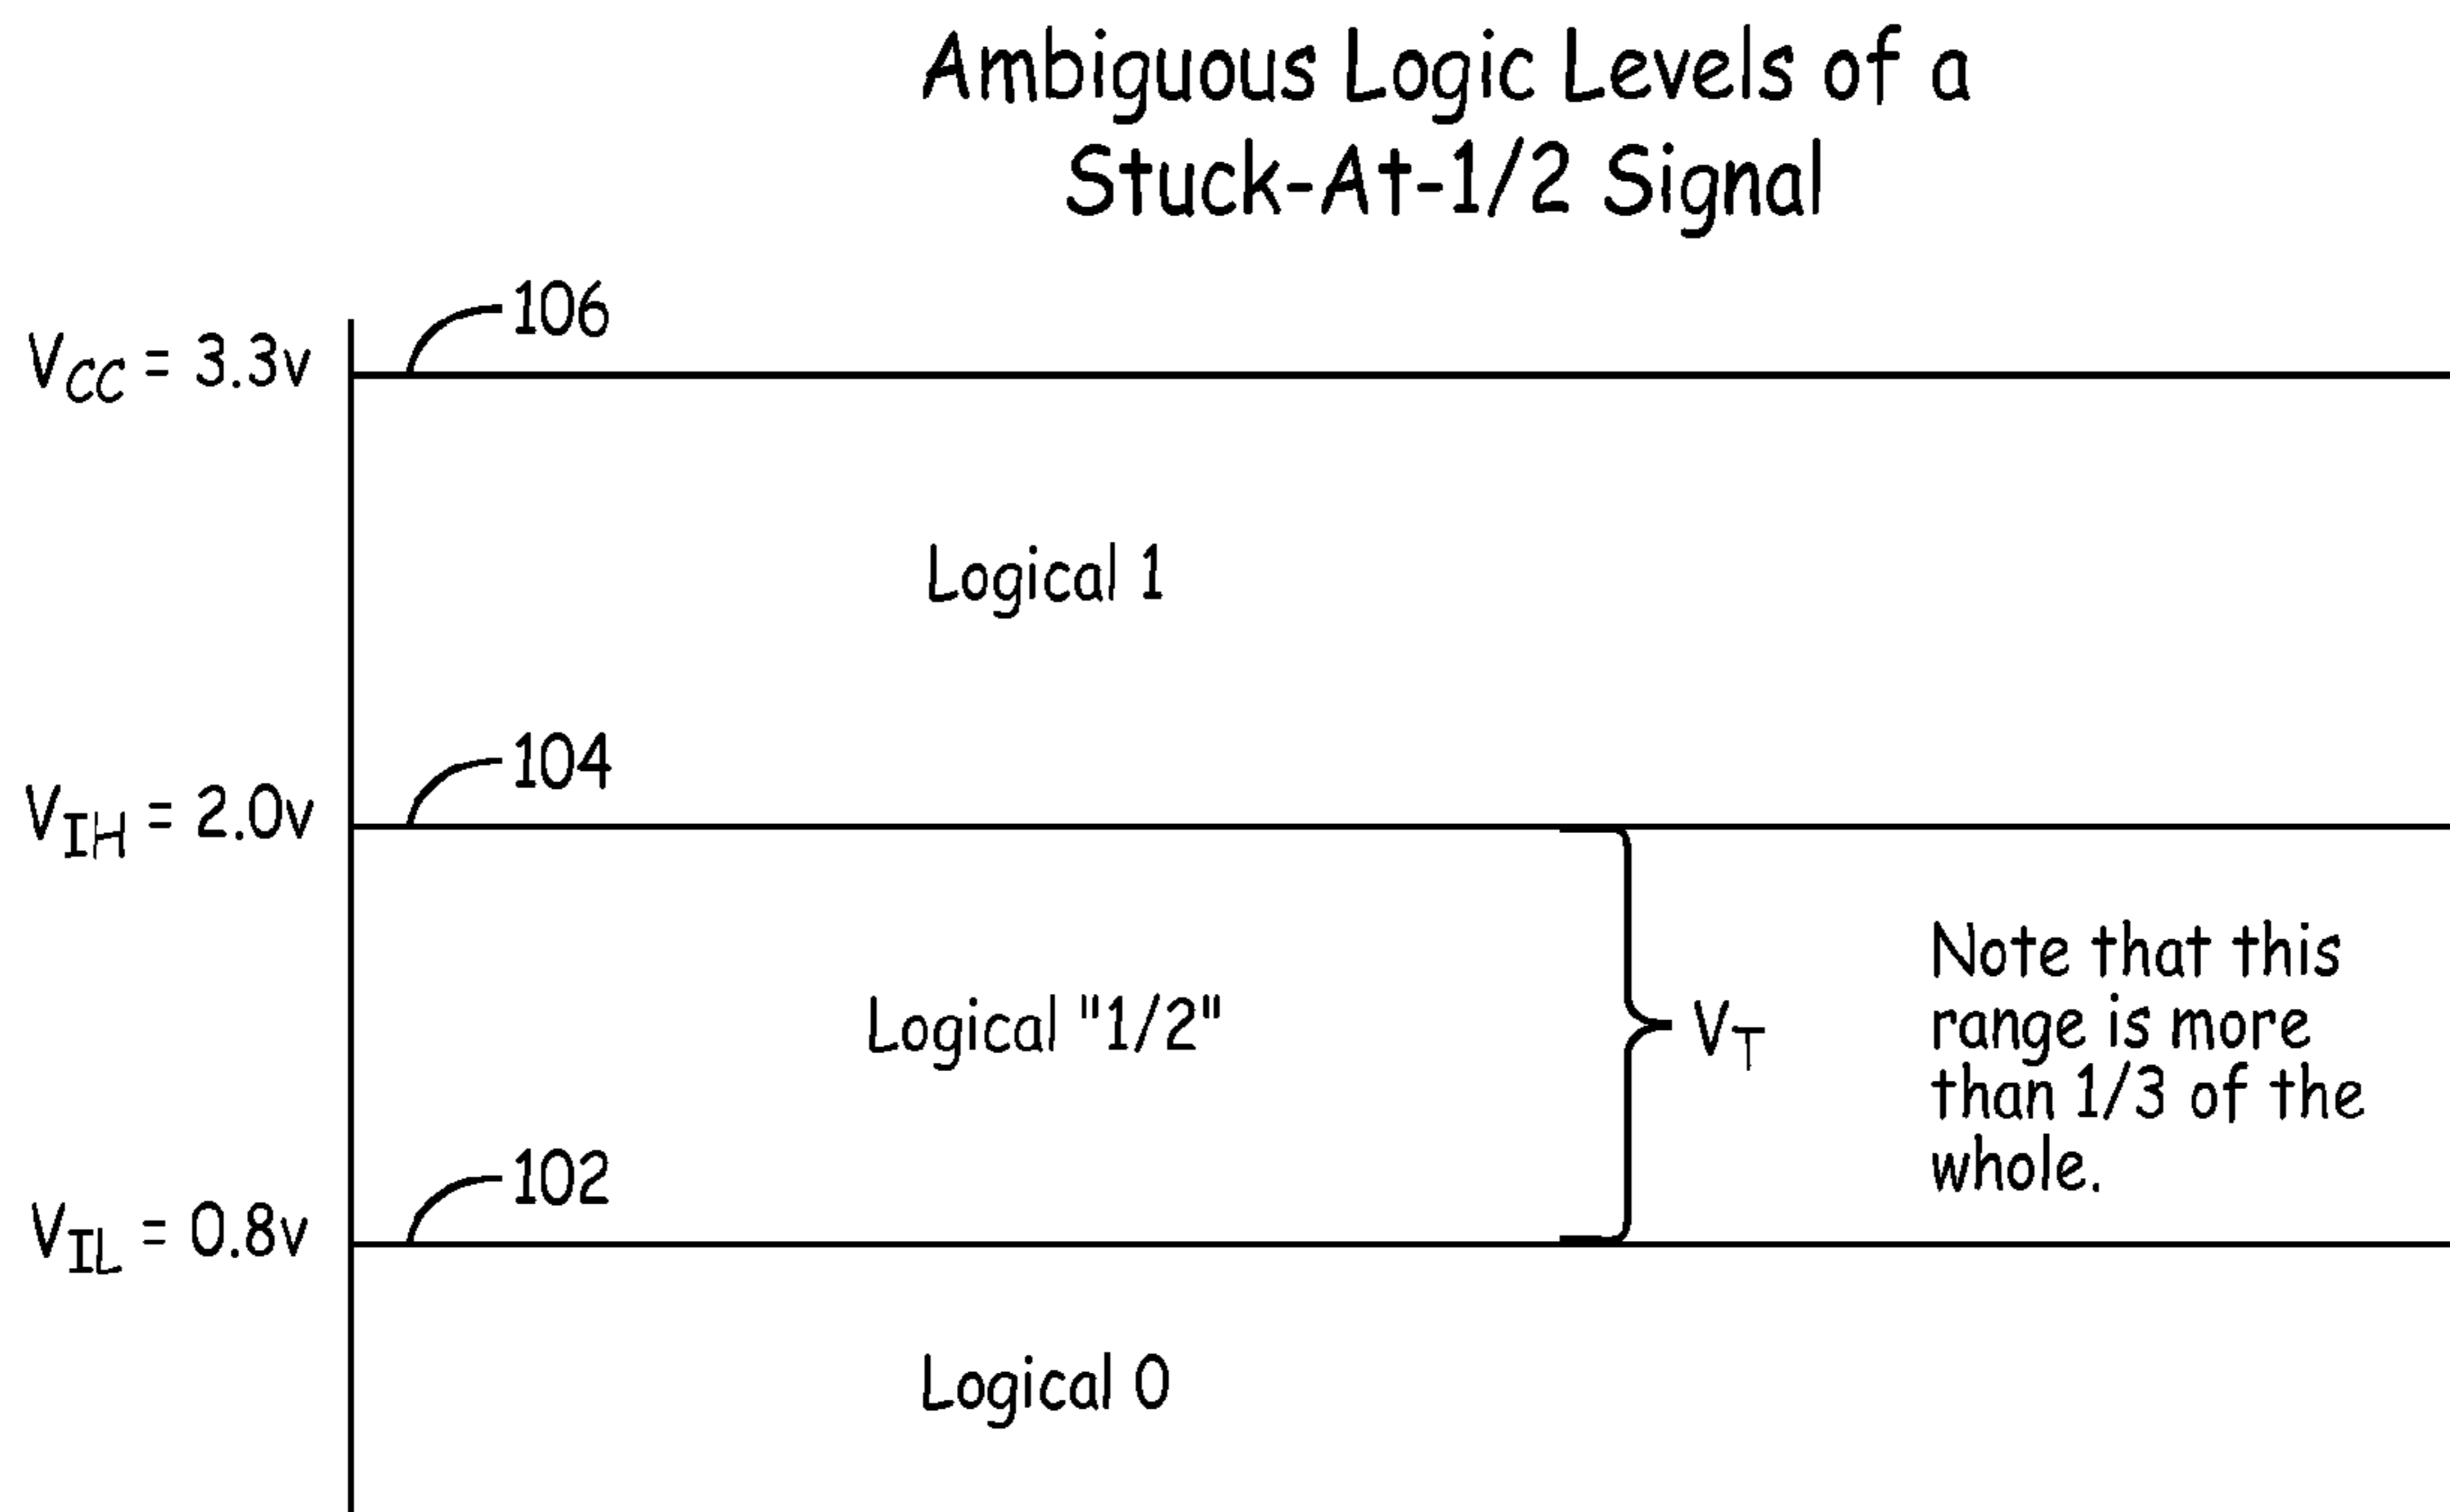 Ambiguous Logic Levels of a
Stuck-At-1/2 Signal
106
VCC = 3.3v
Logical 1
104
VIH = 2.0v
Note that this
range is more
than 1/3 of the
whole.
Logical "1/2"
VT
102
VIL = 0.8v
Logical 0